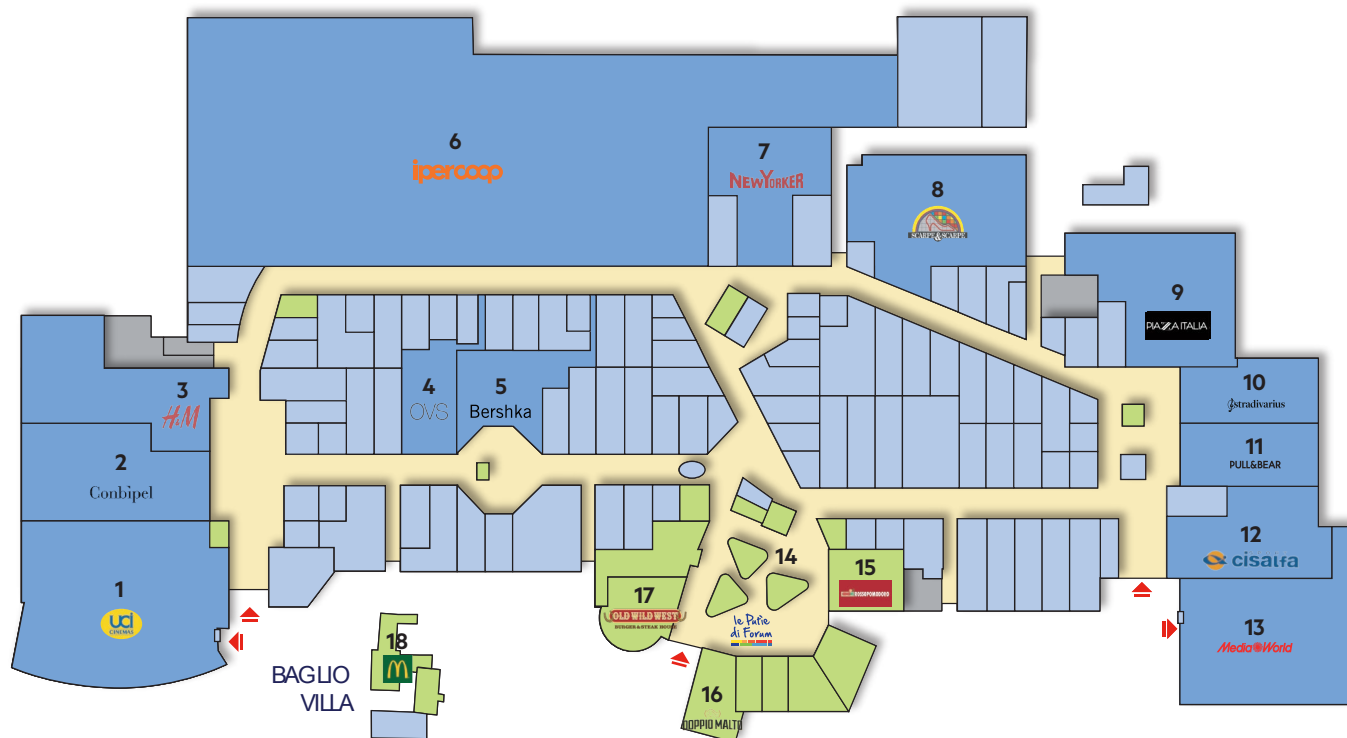 6
ipercoop
7
NEWYORKER
8
SCARPE&SCARPE
9
PIAZZA ITALIA
3
H&M
4
OVS
5
Bershka
10
stradivarius
2
Conbipel
11
PULL&BEAR
12
cisalfa
1
UCI
CINEMAS
14
le Putie
di Forum
15
ROSSOPOMODORO
17
OLD WILD WEST
BURGER & STEAK HOUSE
13
MediaWorld
18
BAGLIO
VILLA
16
DOPPIO MALTO